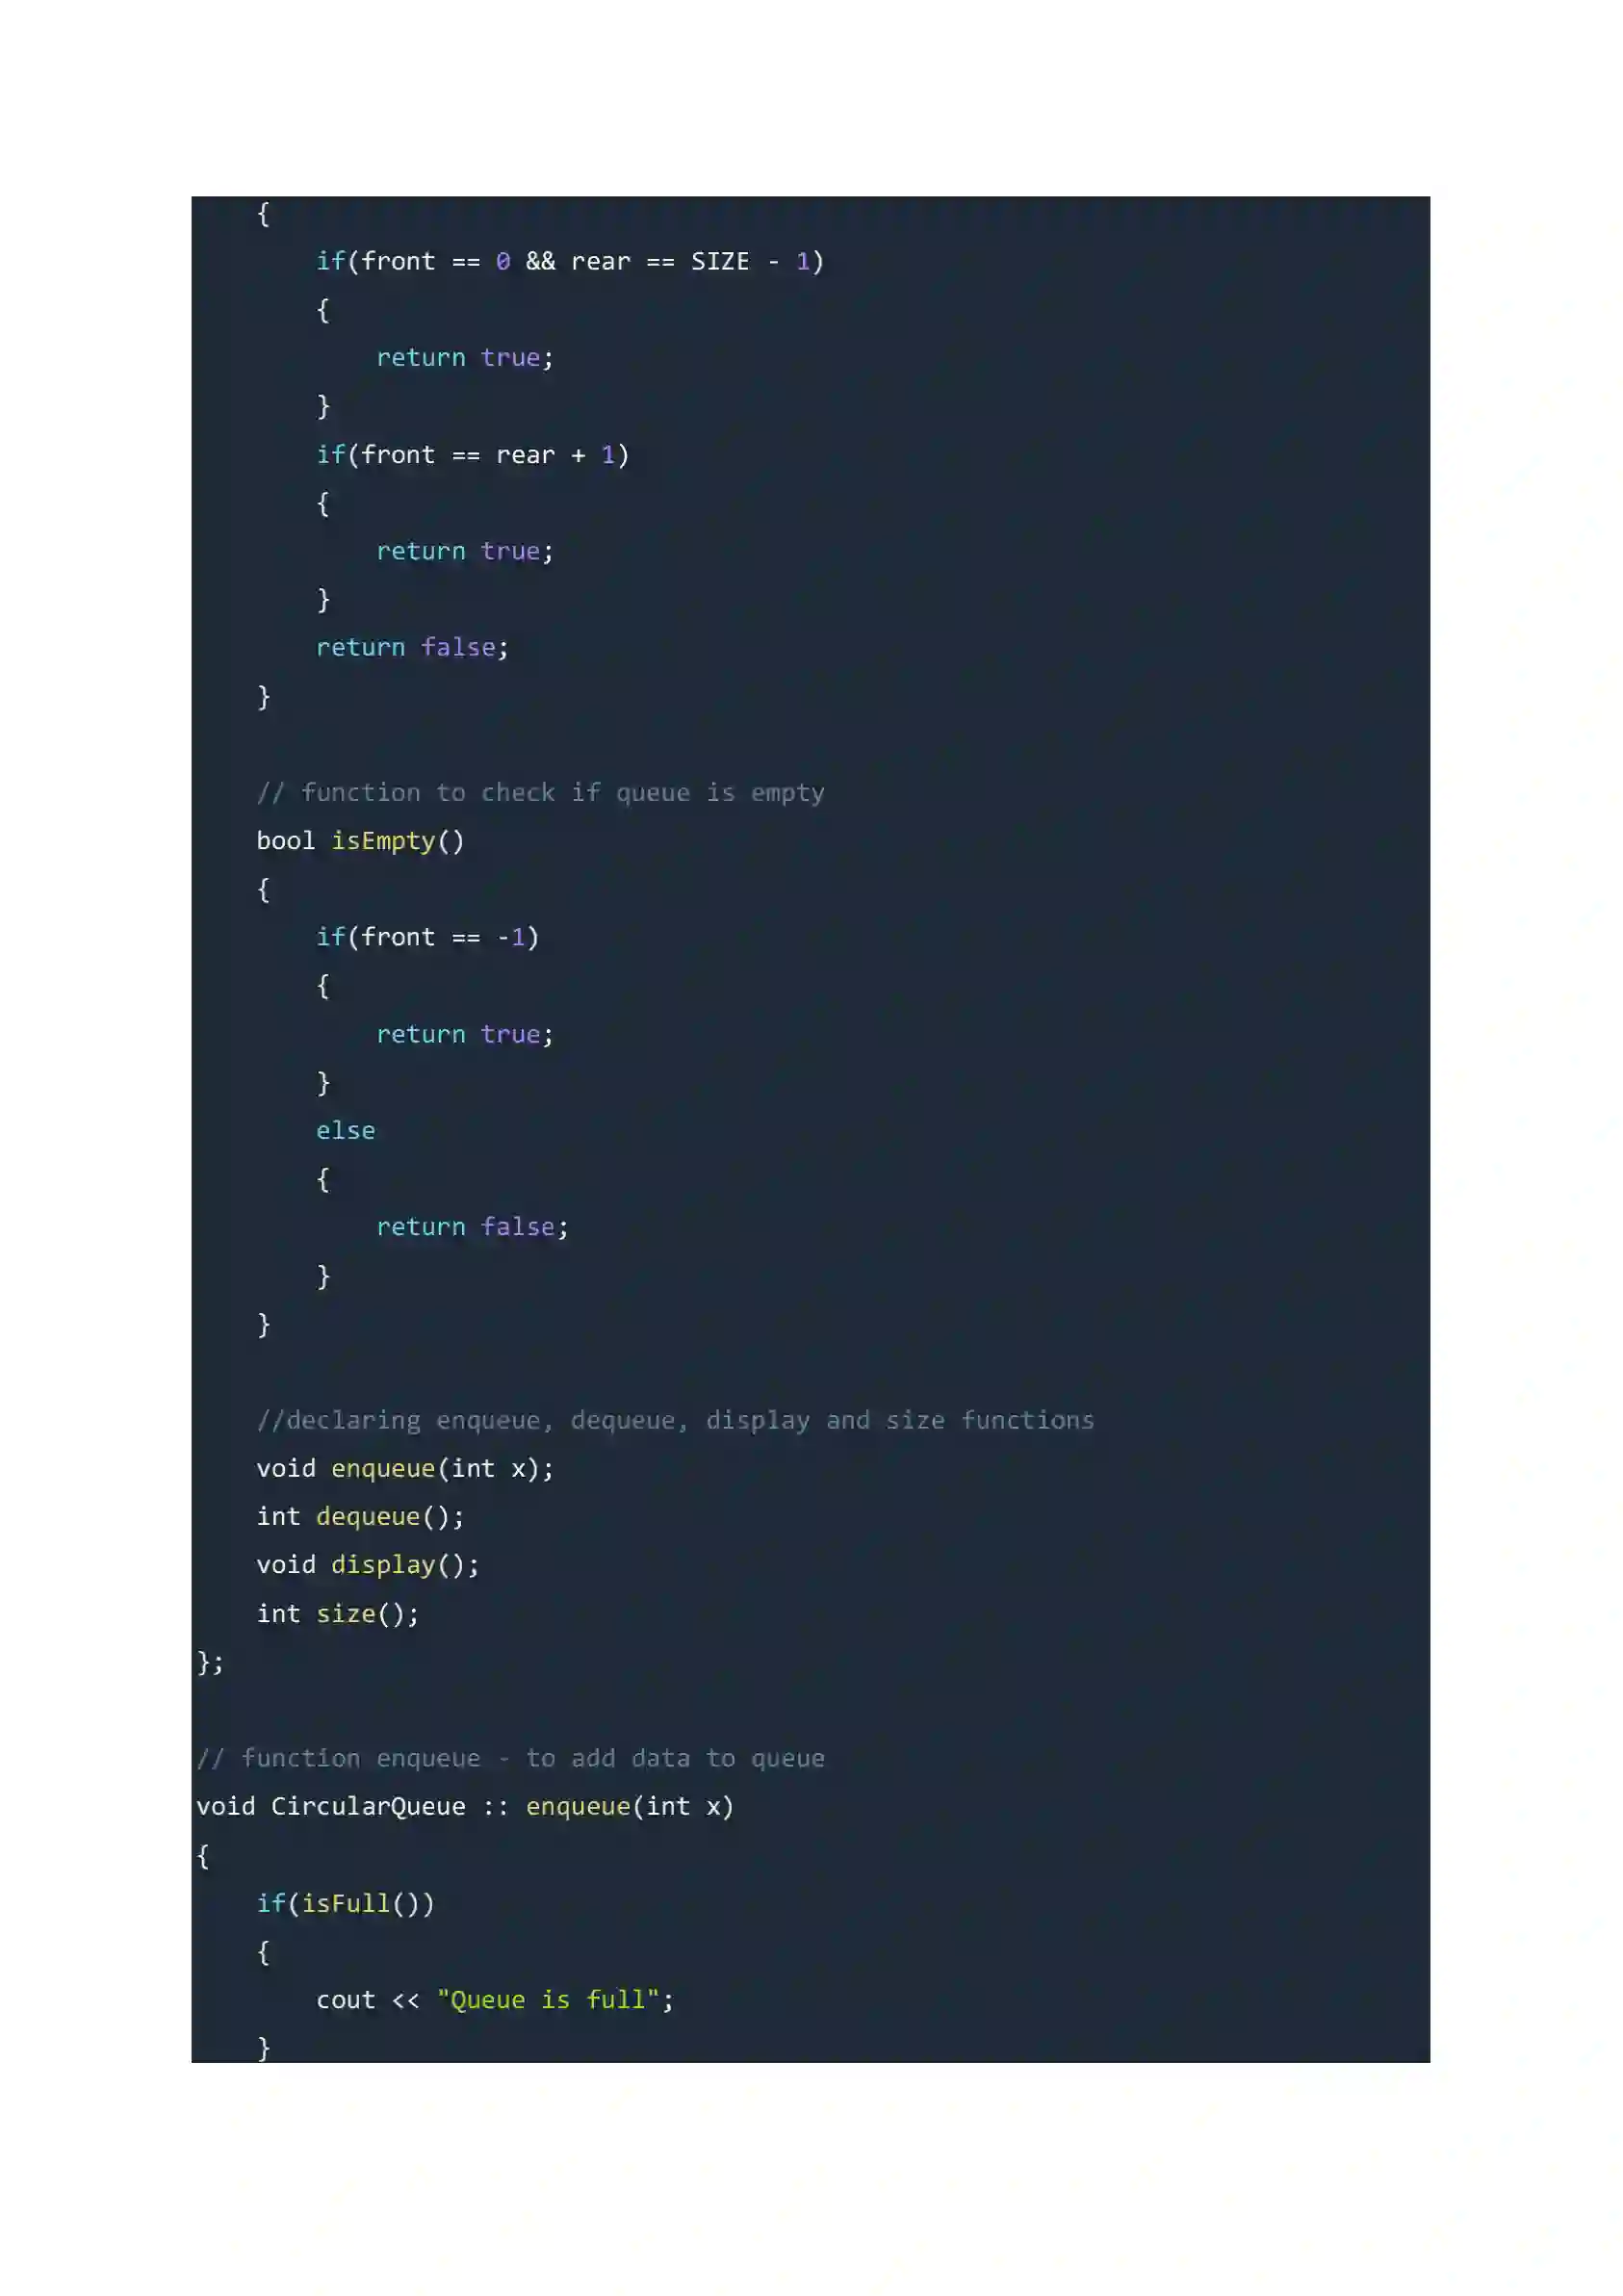 {
if(front == 0 && rear == SIZE - 1)
{
return true;
}
if(front == rear + 1)
{
return true;
}
return false;
}
// function to check if queue is empty
bool isEmpty()
{
if(front == -1)
{
return true;
}
else
{
return false;
}
}
//declaring enqueue, dequeue, display and size functions
void enqueue(int x);
int dequeue();
void display();
int size();
};
// function enqueue - to add data to queue
void CircularQueue :: enqueue(int x)
{
if(isFull())
{
cout << "Queue is full";
}